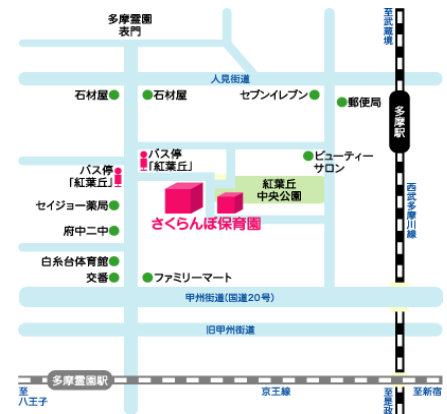 多摩霊園
表門
至武蔵境
人見街道
石材屋
石材屋
セブンイレブン
郵便局
多摩駅
バス停
「紅葉丘」
ビューティー
サロン
バス停
「紅葉丘」
紅葉丘
中央公園
西武多摩川線
セイジョー薬局
さくらんぼ保育園
府中二中
白糸台体育館
交番
ファミリーマート
甲州街道(国道20号)
旧甲州街道
多摩霊園駅
京王線
至
八王子
至是政
至新宿